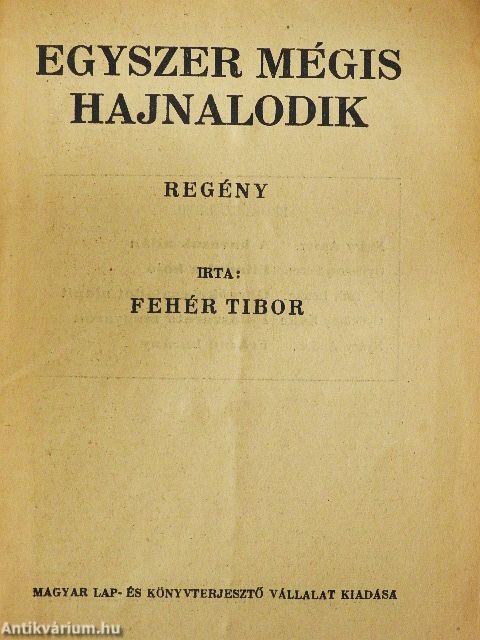 EGYSZER MÉGIS
HAJNALODIK
REGÉNY
IRTA:
FEHÉR TIBOR
MAGYAR LAP- ÉS KÖNYVTERJESZTŐ VÁLLALAT KIADÁSA
Antikvárium.hu